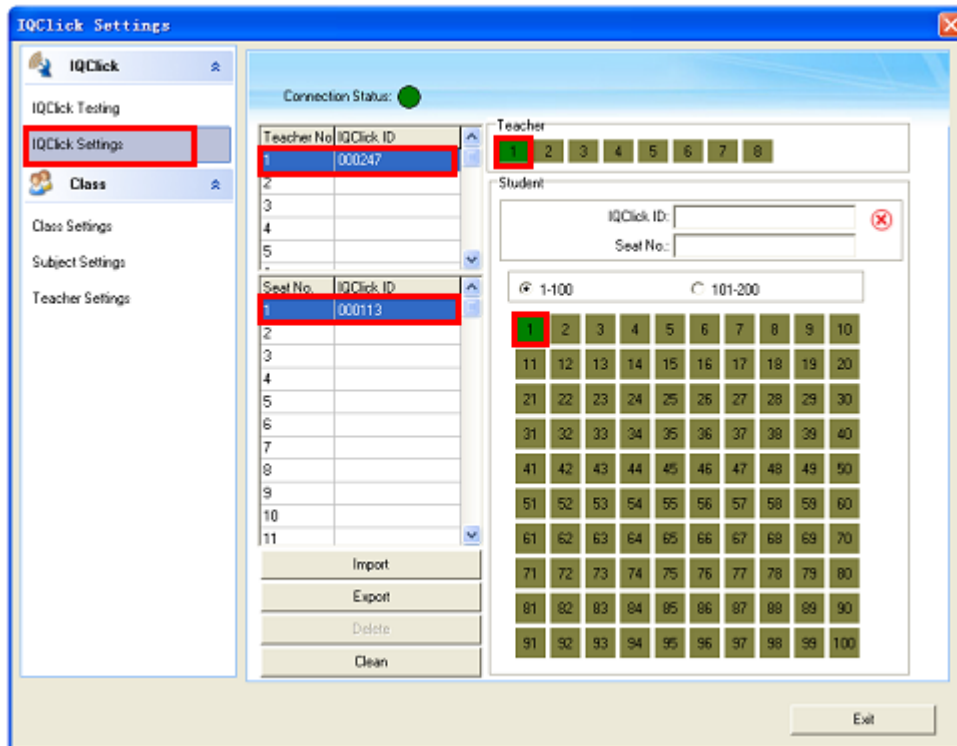 IQClick Settings
IQClick
IQClick Testing
IQClick Settings
Class
Class Settings
Subject Settings
Teacher Settings
Connection Status:
Teacher No IQClick ID
1 000247
2
3
4
5
Seat No. IQClick ID
1 000113
2
3
4
5
6
7
8
9
10
11
Import
Export
Delete
Clean
Teacher
1 2 3 4 5 6 7 8
Student
IQClick ID:
Seat No.:
1-100 101-200
1 2 3 4 5 6 7 8 9 10
11 12 13 14 15 16 17 18 19 20
21 22 23 24 25 26 27 28 29 30
31 32 33 34 35 36 37 38 39 40
41 42 43 44 45 46 47 48 49 50
51 52 53 54 55 56 57 58 59 60
61 62 63 64 65 66 67 68 69 70
71 72 73 74 75 76 77 78 79 80
81 82 83 84 85 86 87 88 89 90
91 92 93 94 95 96 97 98 99 100
Exit